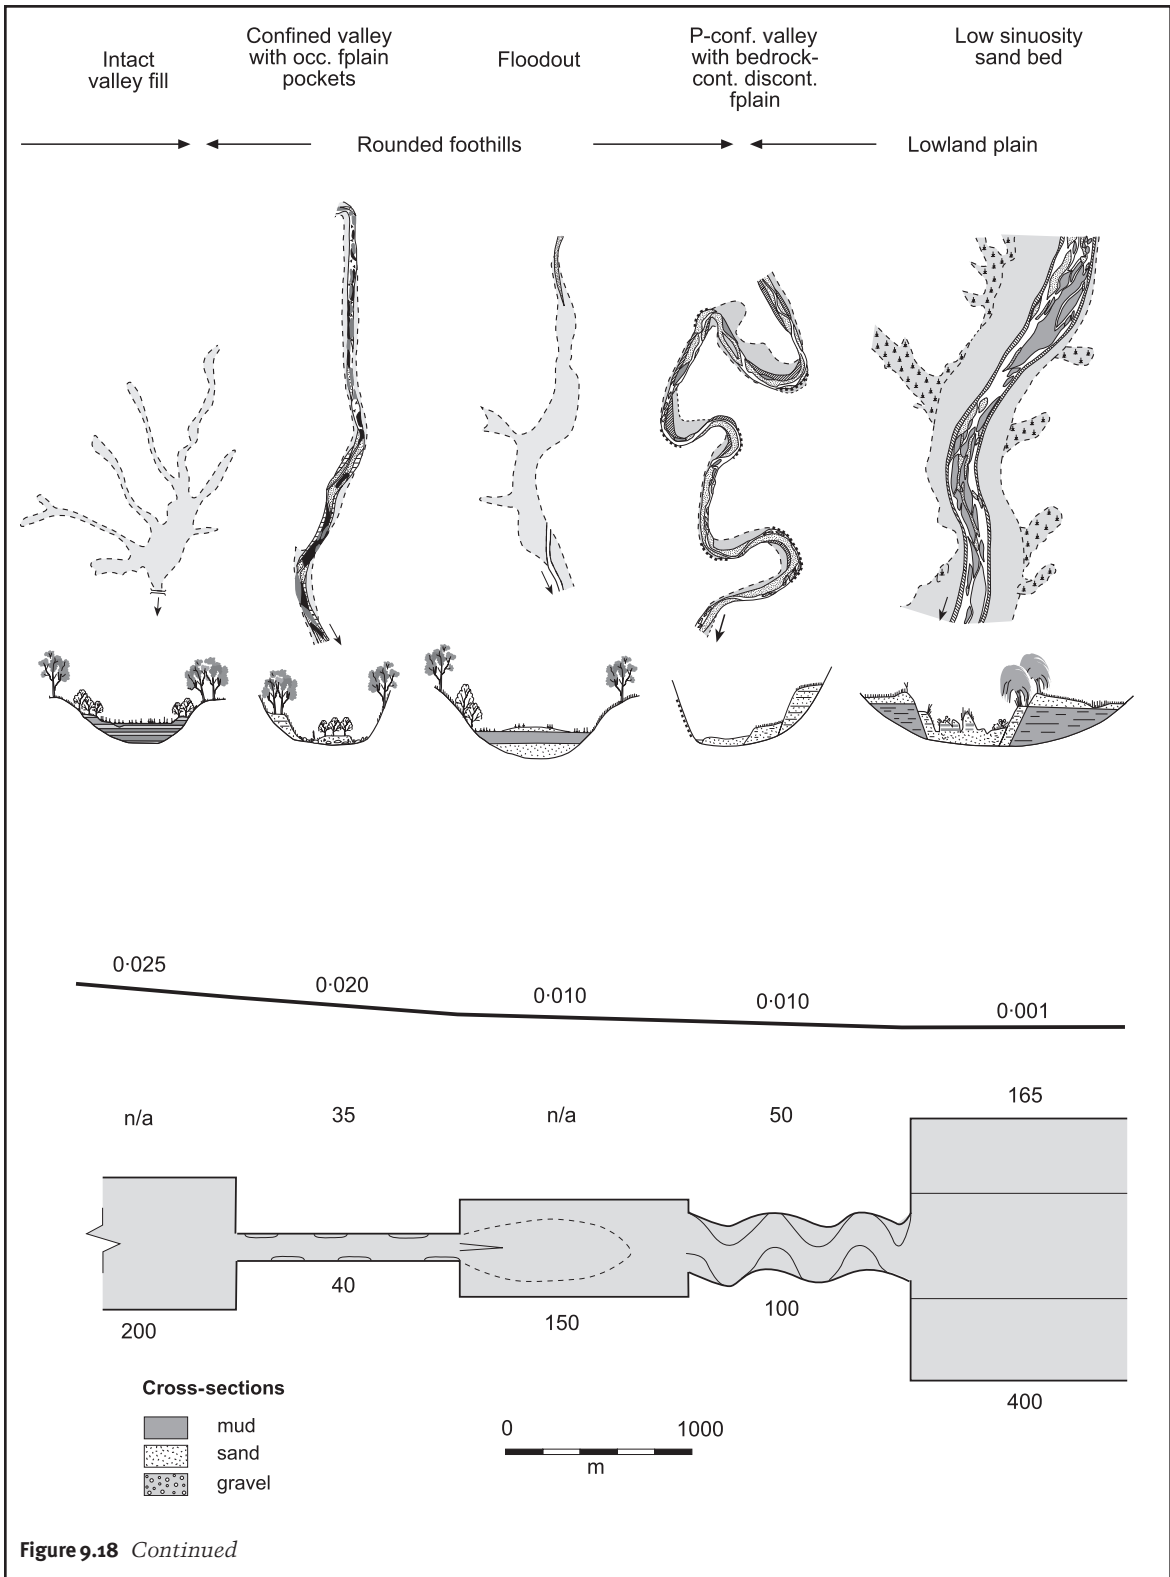 Intact
valley fill
Confined valley
with occ. fplain
pockets
Floodout
P-conf. valley
with bedrock-
cont. discont.
fplain
Low sinuosity
sand bed
Rounded foothills
Lowland plain
0·025
0·020
0·010
0·010
0·001
n/a
35
n/a
50
165
200
40
150
100
400
Cross-sections
mud
sand
gravel
0 1000
m
Figure 9.18 Continued